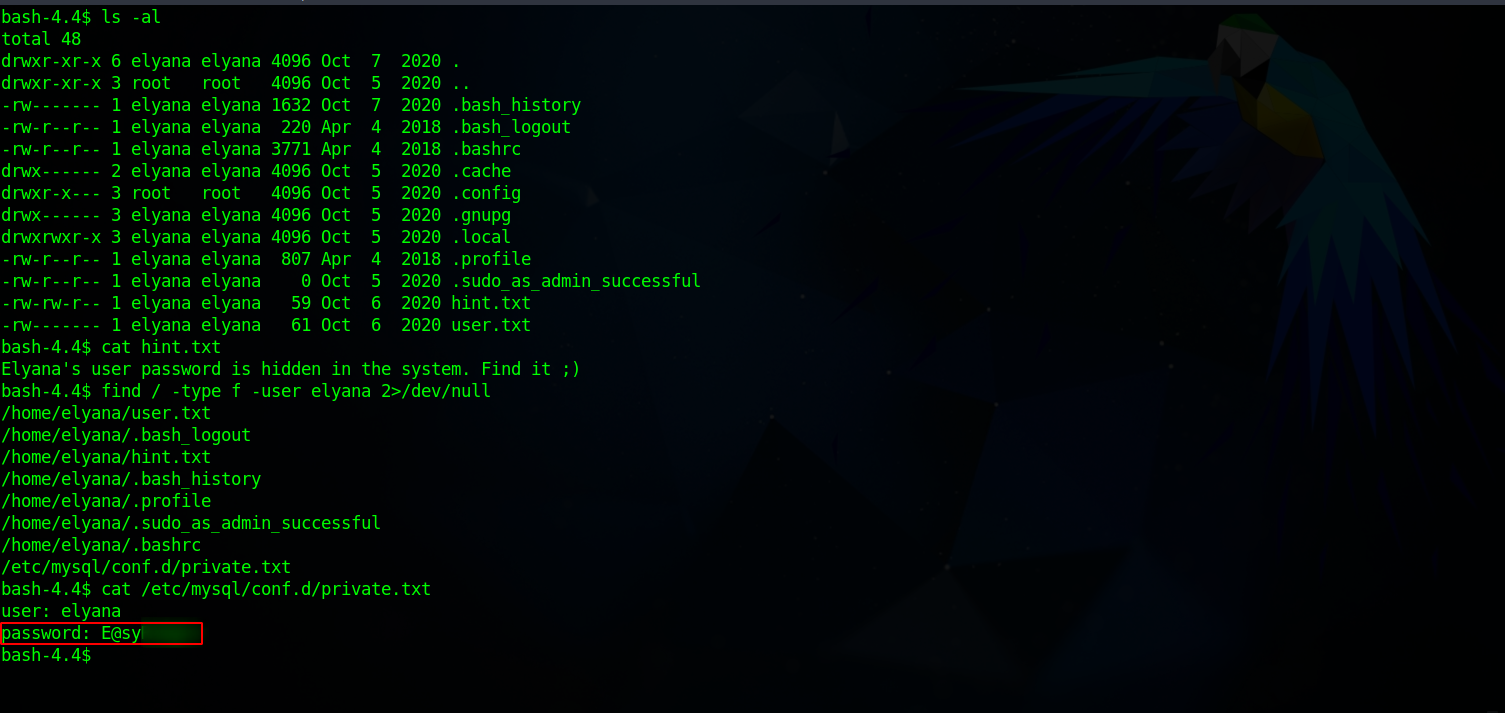 bash-4.4$ ls -al
total 48
drwxr-xr-x 6 elyana elyana 4096 Oct  7  2020 .
drwxr-xr-x 3 root   root   4096 Oct  5  2020 ..
-rw------- 1 elyana elyana 1632 Oct  7  2020 .bash_history
-rw-r--r-- 1 elyana elyana  220 Apr  4  2018 .bash_logout
-rw-r--r-- 1 elyana elyana 3771 Apr  4  2018 .bashrc
drwx------ 2 elyana elyana 4096 Oct  5  2020 .cache
drwxr-x--- 3 root   root   4096 Oct  5  2020 .config
drwx------ 3 elyana elyana 4096 Oct  5  2020 .gnupg
drwxrwxr-x 3 elyana elyana 4096 Oct  5  2020 .local
-rw-r--r-- 1 elyana elyana  807 Apr  4  2018 .profile
-rw-r--r-- 1 elyana elyana    0 Oct  5  2020 .sudo_as_admin_successful
-rw-rw-r-- 1 elyana elyana   59 Oct  6  2020 hint.txt
-rw------- 1 elyana elyana   61 Oct  6  2020 user.txt
bash-4.4$ cat hint.txt
Elyana's user password is hidden in the system. Find it ;)
bash-4.4$ find / -type f -user elyana 2>/dev/null
/home/elyana/user.txt
/home/elyana/.bash_logout
/home/elyana/hint.txt
/home/elyana/.bash_history
/home/elyana/.profile
/home/elyana/.sudo_as_admin_successful
/home/elyana/.bashrc
/etc/mysql/conf.d/private.txt
bash-4.4$ cat /etc/mysql/conf.d/private.txt
user: elyana
password: E@sy
bash-4.4$